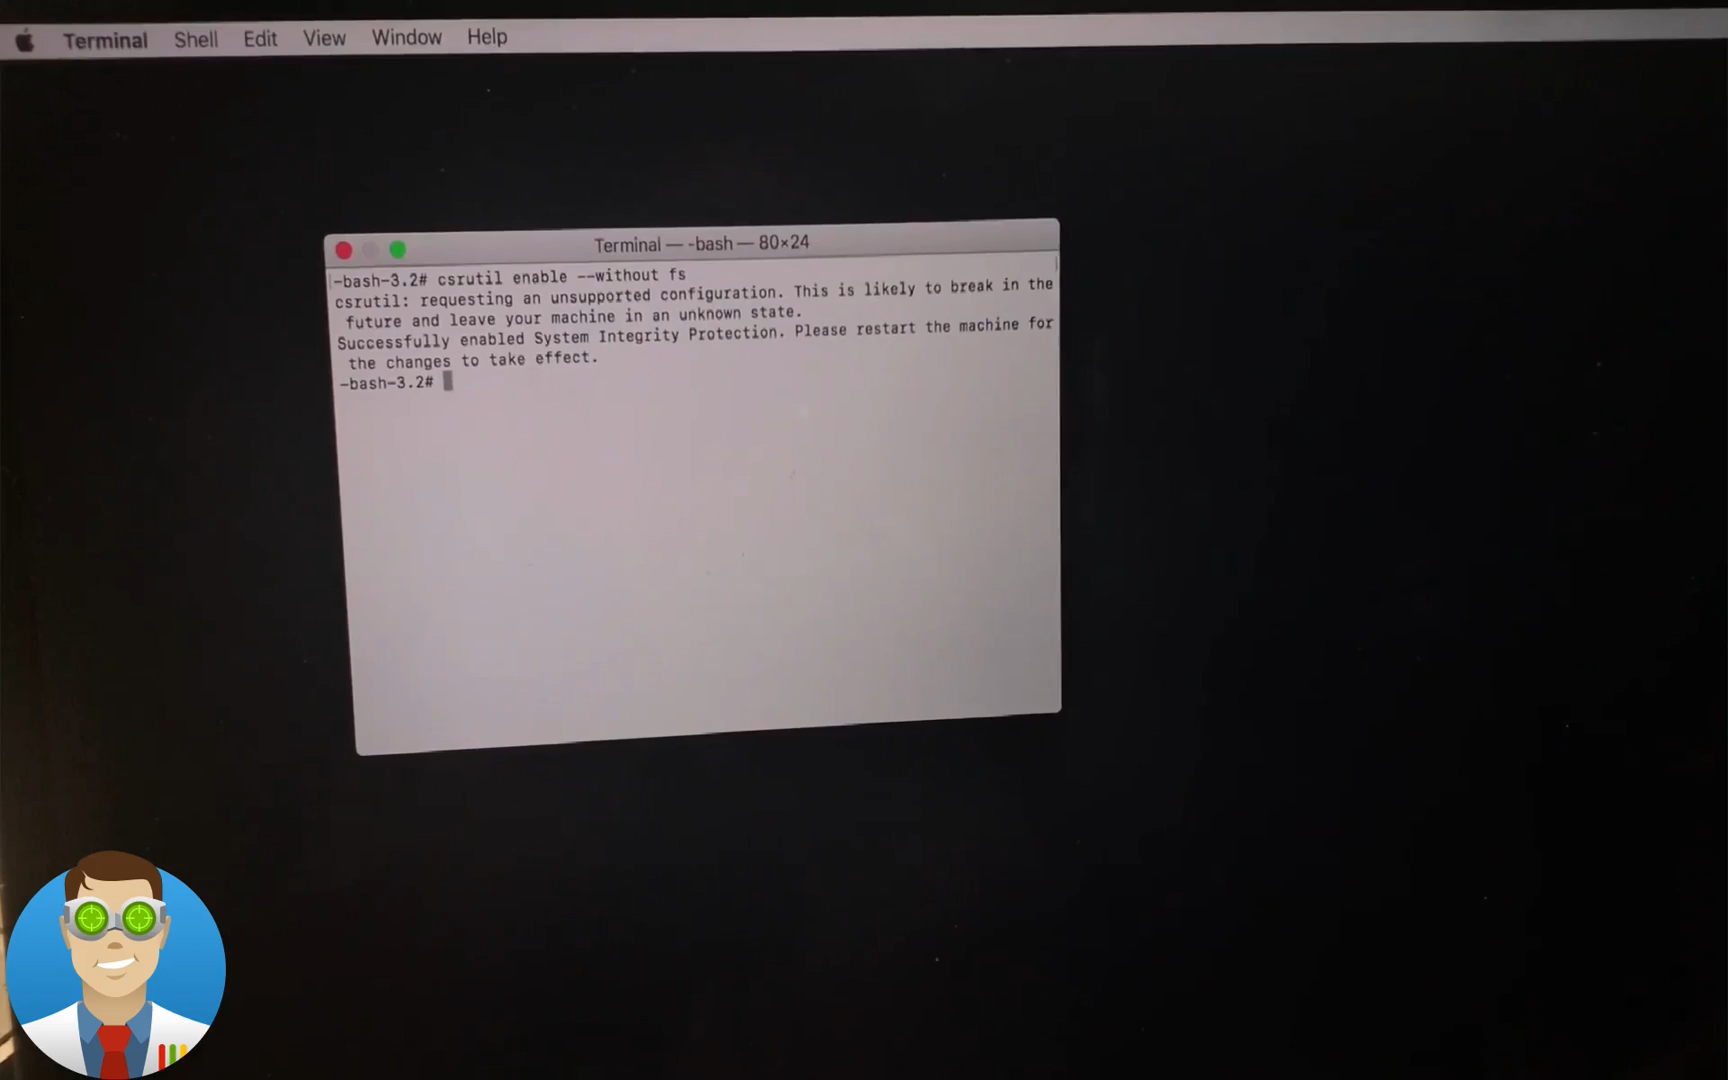 Terminal Shell Edit View Window Help
Terminal — -bash — 80×24
-bash-3.2# csrutil enable --without fs
csrutil: requesting an unsupported configuration. This is likely to break in the
future and leave your machine in an unknown state.
Successfully enabled System Integrity Protection. Please restart the machine for
the changes to take effect.
-bash-3.2#